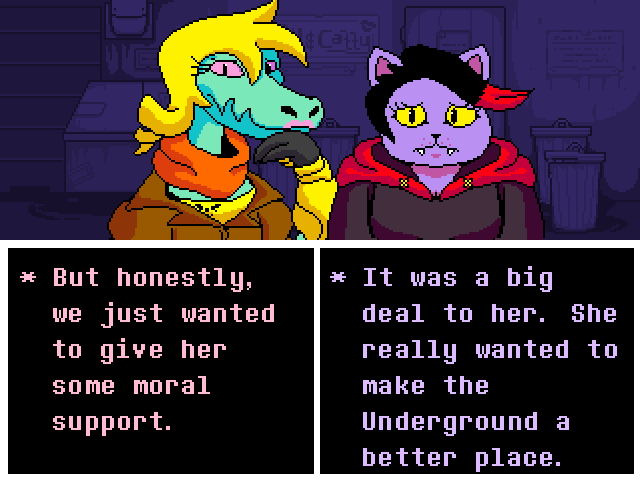 * But honestly,
we just wanted
to give her
some moral
support.
* It was a big
deal to her. She
really wanted to
make the
Underground a
better place.